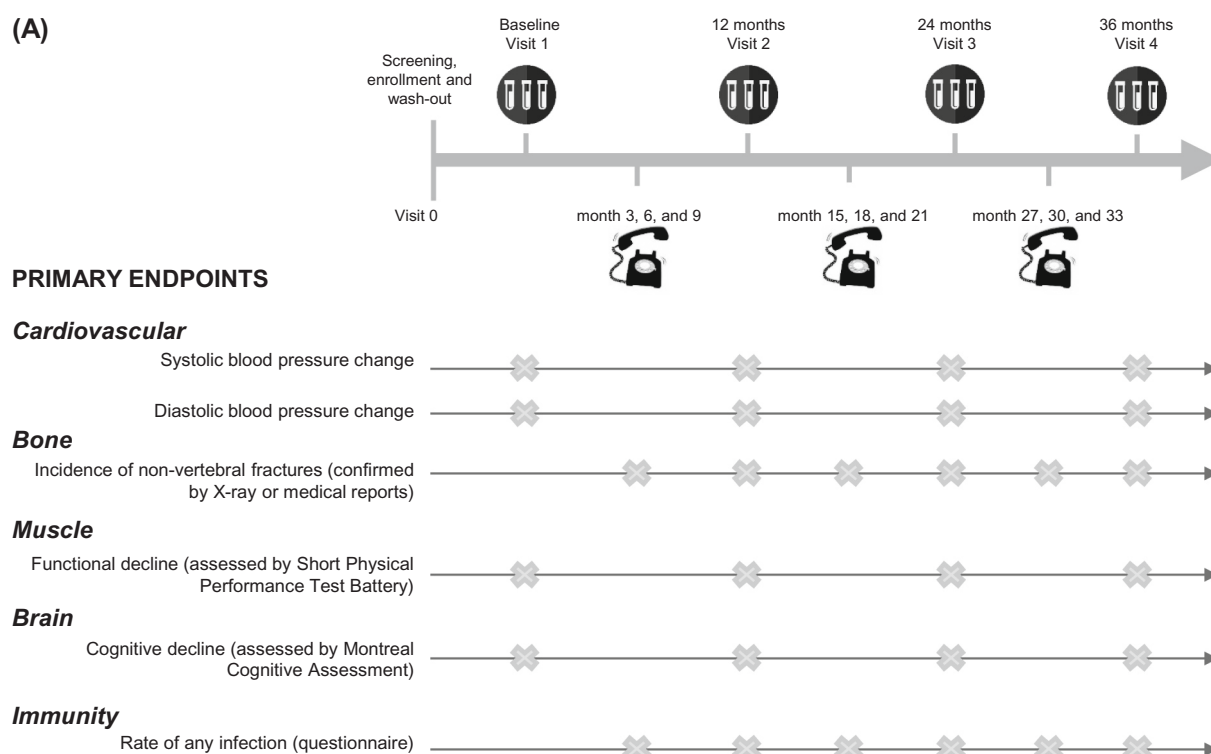 (A)
Screening,
enrollment and
wash-out
Baseline
Visit 1
12 months
Visit 2
24 months
Visit 3
36 months
Visit 4
Visit 0
month 3, 6, and 9
month 15, 18, and 21
month 27, 30, and 33
PRIMARY ENDPOINTS
Cardiovascular
Systolic blood pressure change
Diastolic blood pressure change
Bone
Incidence of non-vertebral fractures (confirmed
by X-ray or medical reports)
Muscle
Functional decline (assessed by Short Physical
Performance Test Battery)
Brain
Cognitive decline (assessed by Montreal
Cognitive Assessment)
Immunity
Rate of any infection (questionnaire)